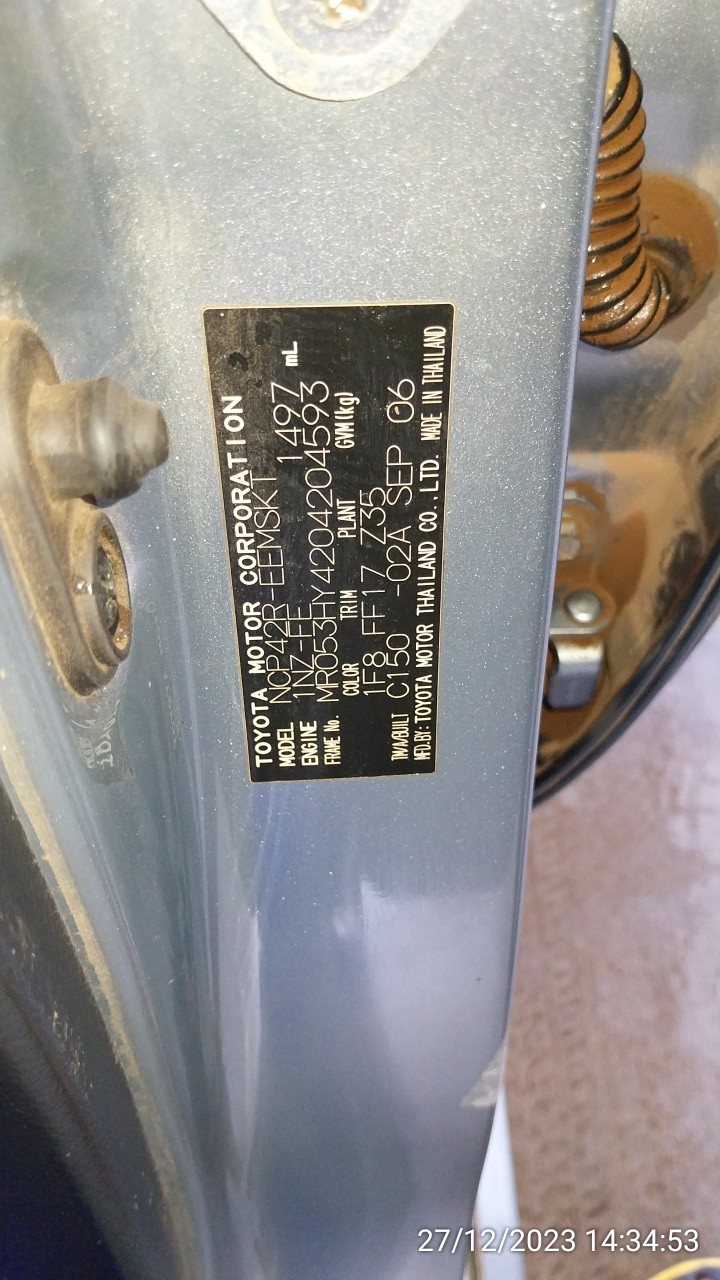 TOYOTA MOTOR CORPORATION
MODEL NCP42R-EEMSKT
ENGINE 1NZ-FE 1497 mL
FRAME No. MR053HY4204204593
COLOR TRIM PLANT GVM(kg)
1F8 FF17 Z35
T/M/A/BUILT C150 -02A SEP 06
MFD.BY: TOYOTA MOTOR THAILAND CO.,LTD. MADE IN THAILAND
27/12/2023 14:34:53